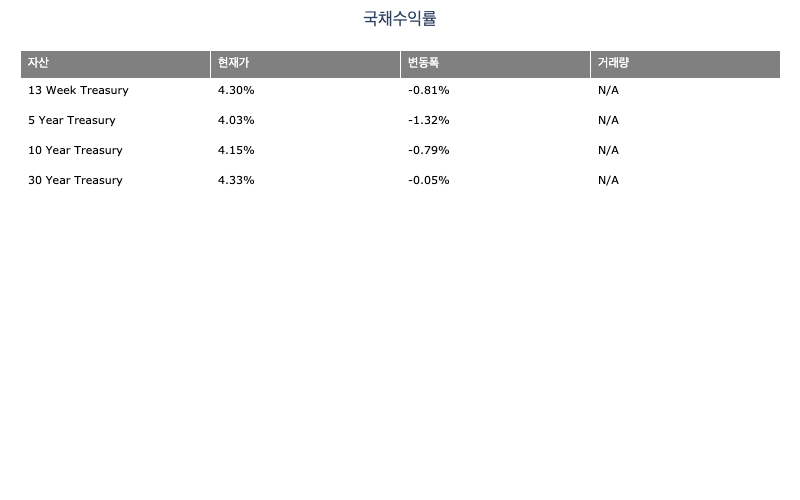 국채수익률
자산 현재가 변동폭 거래량
13 Week Treasury 4.30% -0.81% N/A
5 Year Treasury 4.03% -1.32% N/A
10 Year Treasury 4.15% -0.79% N/A
30 Year Treasury 4.33% -0.05% N/A